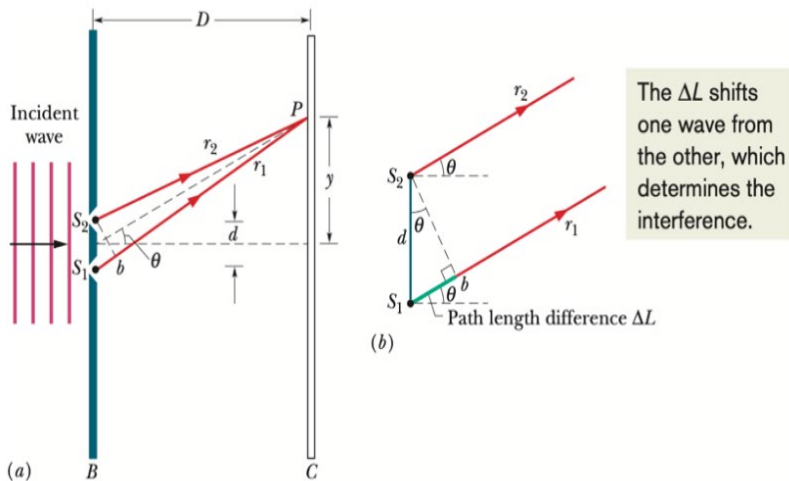 D
Incident
wave
P
r2
r1
y
S2
d
S1
b
θ
(a)
B
C
r2
S2
θ
θ
d
r1
b
S1
θ
Path length difference ΔL
(b)
The ΔL shifts
one wave from
the other, which
determines the
interference.